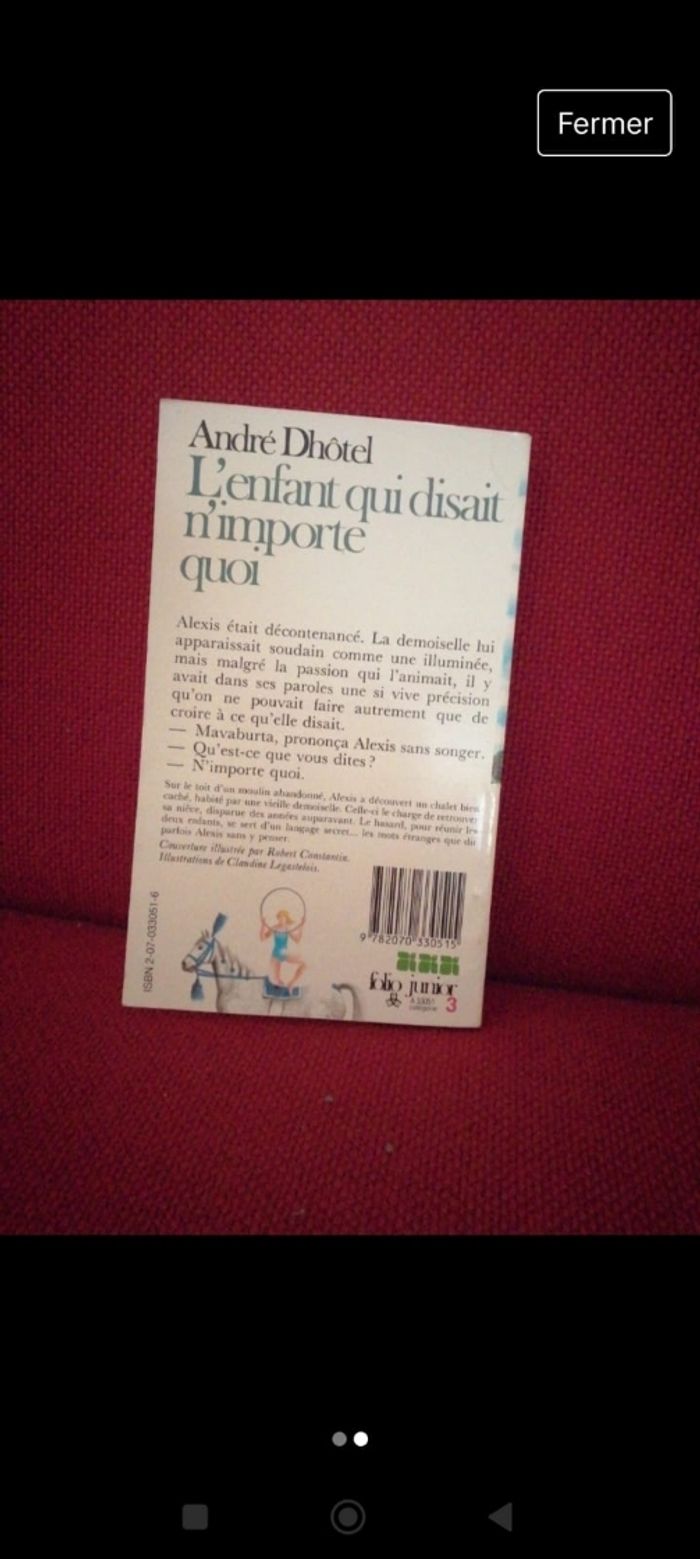 Fermer
André Dhôtel
L'enfant qui disait
n'importe
quoi
Alexis était décontenancé. La demoiselle lui
apparaissait soudain comme une illuminée,
mais malgré la passion qui l'animait, il y
avait dans ses paroles une si vive précision
qu'on ne pouvait faire autrement que de
croire à ce qu'elle disait.
— Mavaburta, prononça Alexis sans songer.
— Qu'est-ce que vous dites ?
— N'importe quoi.
Sur le toit d'un moulin abandonné, Alexis a découvert un chalet bien
caché, habité par une vieille demoiselle. Celle-ci le charge de retrouver
sa nièce, disparue des années auparavant. Le hasard, pour réunir les
deux enfants, se sert d'un langage secret... les mots étranges que dit
parfois Alexis sans y penser.
Couverture illustrée par Robert Constantin.
Illustrations de Claudine Legastelois.
ISBN 2-07-033051-6
9 782070 330515
folio junior
A 33051
catégorie 3